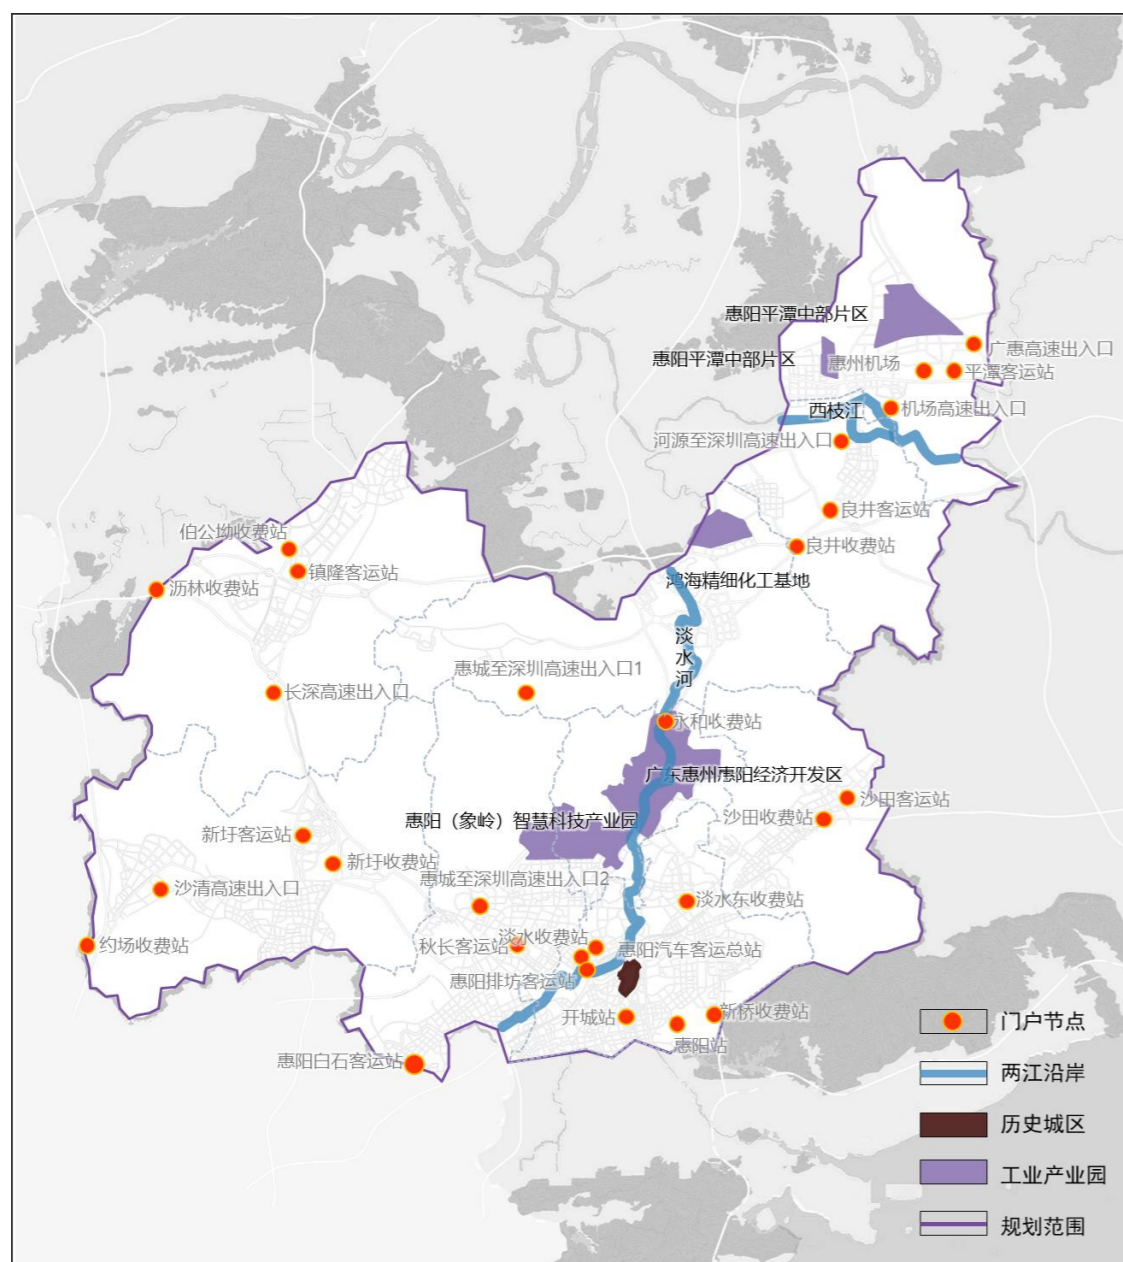 惠阳平潭中部片区
广惠高速出入口
惠阳平潭中部片区
惠州机场
平潭客运站
西枝江
机场高速出入口
河源至深圳高速出入口
良井客运站
伯公坳收费站
良井收费站
镇隆客运站
鸿海精细化工基地
沥林收费站
淡水河
惠城至深圳高速出入口1
长深高速出入口
永和收费站
广东惠州惠阳经济开发区
沙田客运站
惠阳（象岭）智慧科技产业园
沙田收费站
新圩客运站
新圩收费站
惠城至深圳高速出入口2
沙清高速出入口
淡水东收费站
淡水收费站
约场收费站
秋长客运站
惠阳汽车客运总站
惠阳排坊客运站
开城站
新桥收费站
惠阳站
惠阳白石客运站
门户节点
两江沿岸
历史城区
工业产业园
规划范围